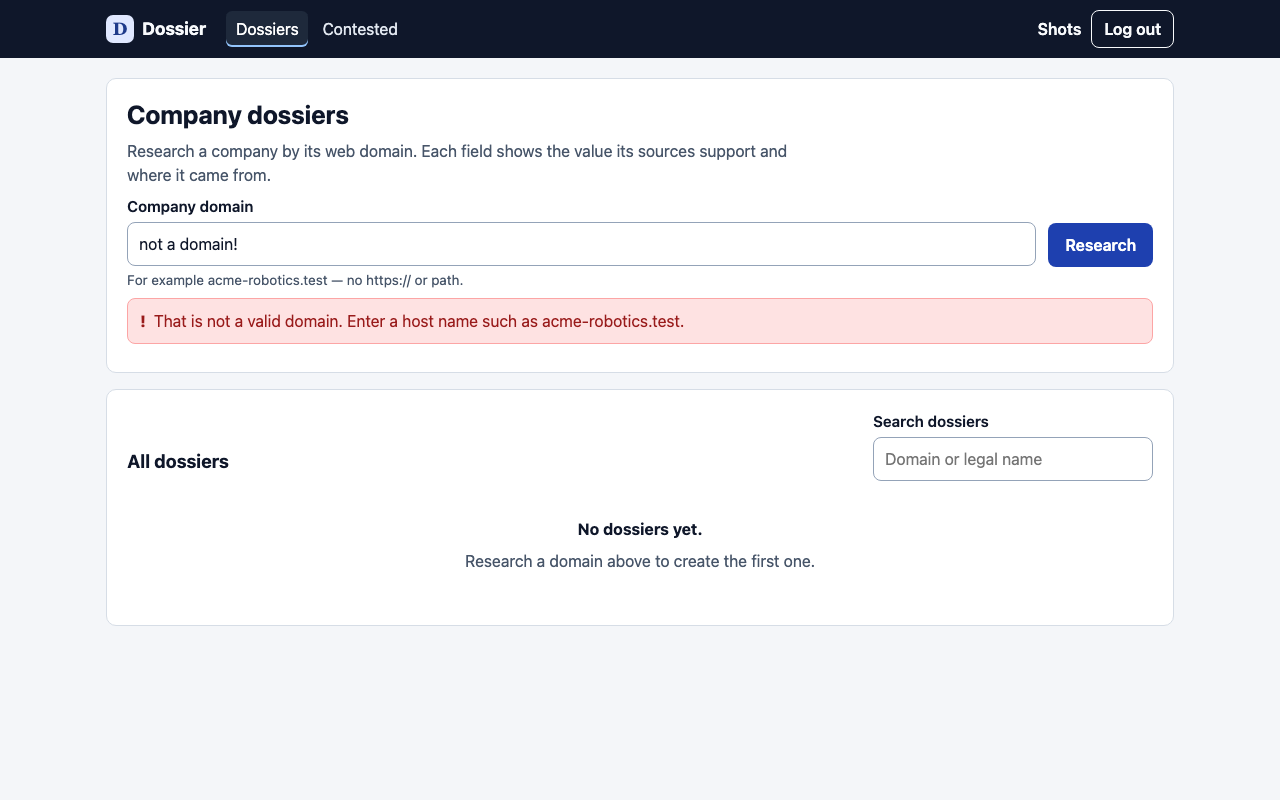 D Dossier Dossiers Contested Shots Log out
Company dossiers
Research a company by its web domain. Each field shows the value its sources support and
where it came from.
Company domain
not a domain! Research
For example acme-robotics.test — no https:// or path.
! That is not a valid domain. Enter a host name such as acme-robotics.test.
Search dossiers
All dossiers Domain or legal name
No dossiers yet.
Research a domain above to create the first one.